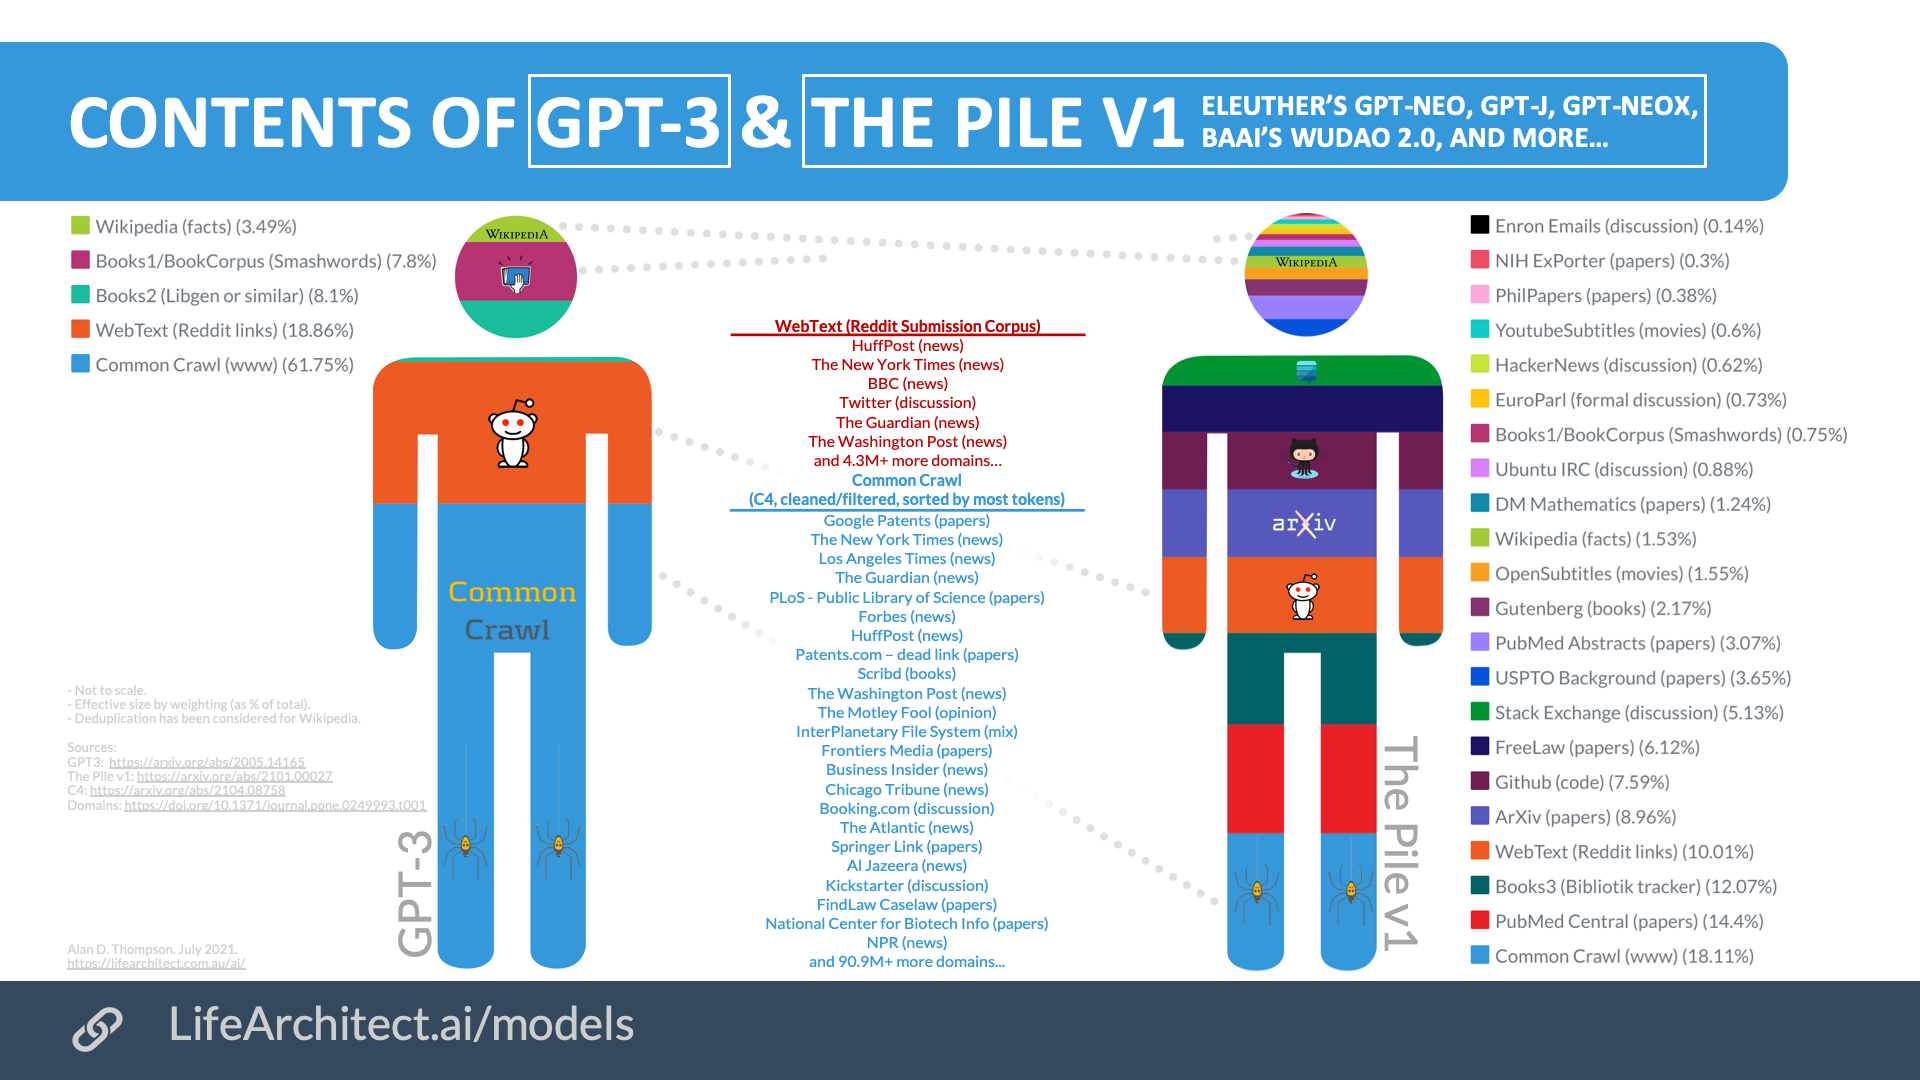 CONTENTS OF GPT-3 & THE PILE V1
ELEUTHER'S GPT-NEO, GPT-J, GPT-NEOX,
BAAI'S WUDAO 2.0, AND MORE...
Wikipedia (facts) (3.49%)
Books1/BookCorpus (Smashwords) (7.8%)
Books2 (Libgen or similar) (8.1%)
WebText (Reddit links) (18.86%)
Common Crawl (www) (61.75%)
WIKIPEDIA
Common
Crawl
GPT-3
- Not to scale.
- Effective size by weighting (as % of total).
- Deduplication has been considered for Wikipedia.
Sources:
GPT3: https://arxiv.org/abs/2005.14165
The Pile v1: https://arxiv.org/abs/2101.00027
C4: https://arxiv.org/abs/2104.08758
Domains: https://doi.org/10.1371/journal.pone.0249993.t001
Alan D. Thompson. July 2021.
https://lifearchitect.com.au/ai/
WebText (Reddit Submission Corpus)
HuffPost (news)
The New York Times (news)
BBC (news)
Twitter (discussion)
The Guardian (news)
The Washington Post (news)
and 4.3M+ more domains...
Common Crawl
(C4, cleaned/filtered, sorted by most tokens)
Google Patents (papers)
The New York Times (news)
Los Angeles Times (news)
The Guardian (news)
PLoS - Public Library of Science (papers)
Forbes (news)
HuffPost (news)
Patents.com – dead link (papers)
Scribd (books)
The Washington Post (news)
The Motley Fool (opinion)
InterPlanetary File System (mix)
Frontiers Media (papers)
Business Insider (news)
Chicago Tribune (news)
Booking.com (discussion)
The Atlantic (news)
Springer Link (papers)
Al Jazeera (news)
Kickstarter (discussion)
FindLaw Caselaw (papers)
National Center for Biotech Info (papers)
NPR (news)
and 90.9M+ more domains...
WIKIPEDIA
arXiv
The Pile v1
Enron Emails (discussion) (0.14%)
NIH ExPorter (papers) (0.3%)
PhilPapers (papers) (0.38%)
YoutubeSubtitles (movies) (0.6%)
HackerNews (discussion) (0.62%)
EuroParl (formal discussion) (0.73%)
Books1/BookCorpus (Smashwords) (0.75%)
Ubuntu IRC (discussion) (0.88%)
DM Mathematics (papers) (1.24%)
Wikipedia (facts) (1.53%)
OpenSubtitles (movies) (1.55%)
Gutenberg (books) (2.17%)
PubMed Abstracts (papers) (3.07%)
USPTO Background (papers) (3.65%)
Stack Exchange (discussion) (5.13%)
FreeLaw (papers) (6.12%)
Github (code) (7.59%)
ArXiv (papers) (8.96%)
WebText (Reddit links) (10.01%)
Books3 (Bibliotik tracker) (12.07%)
PubMed Central (papers) (14.4%)
Common Crawl (www) (18.11%)
LifeArchitect.ai/models